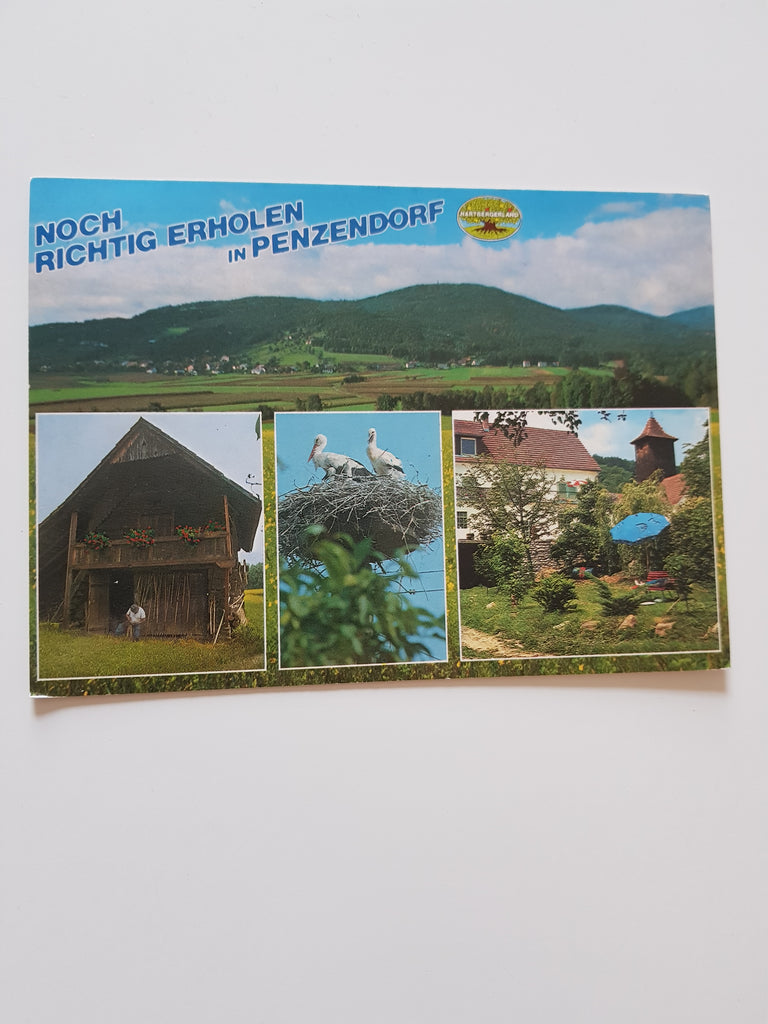 NOCH
RICHTIG ERHOLEN
IN PENZENDORF
HARTBERGERLAND